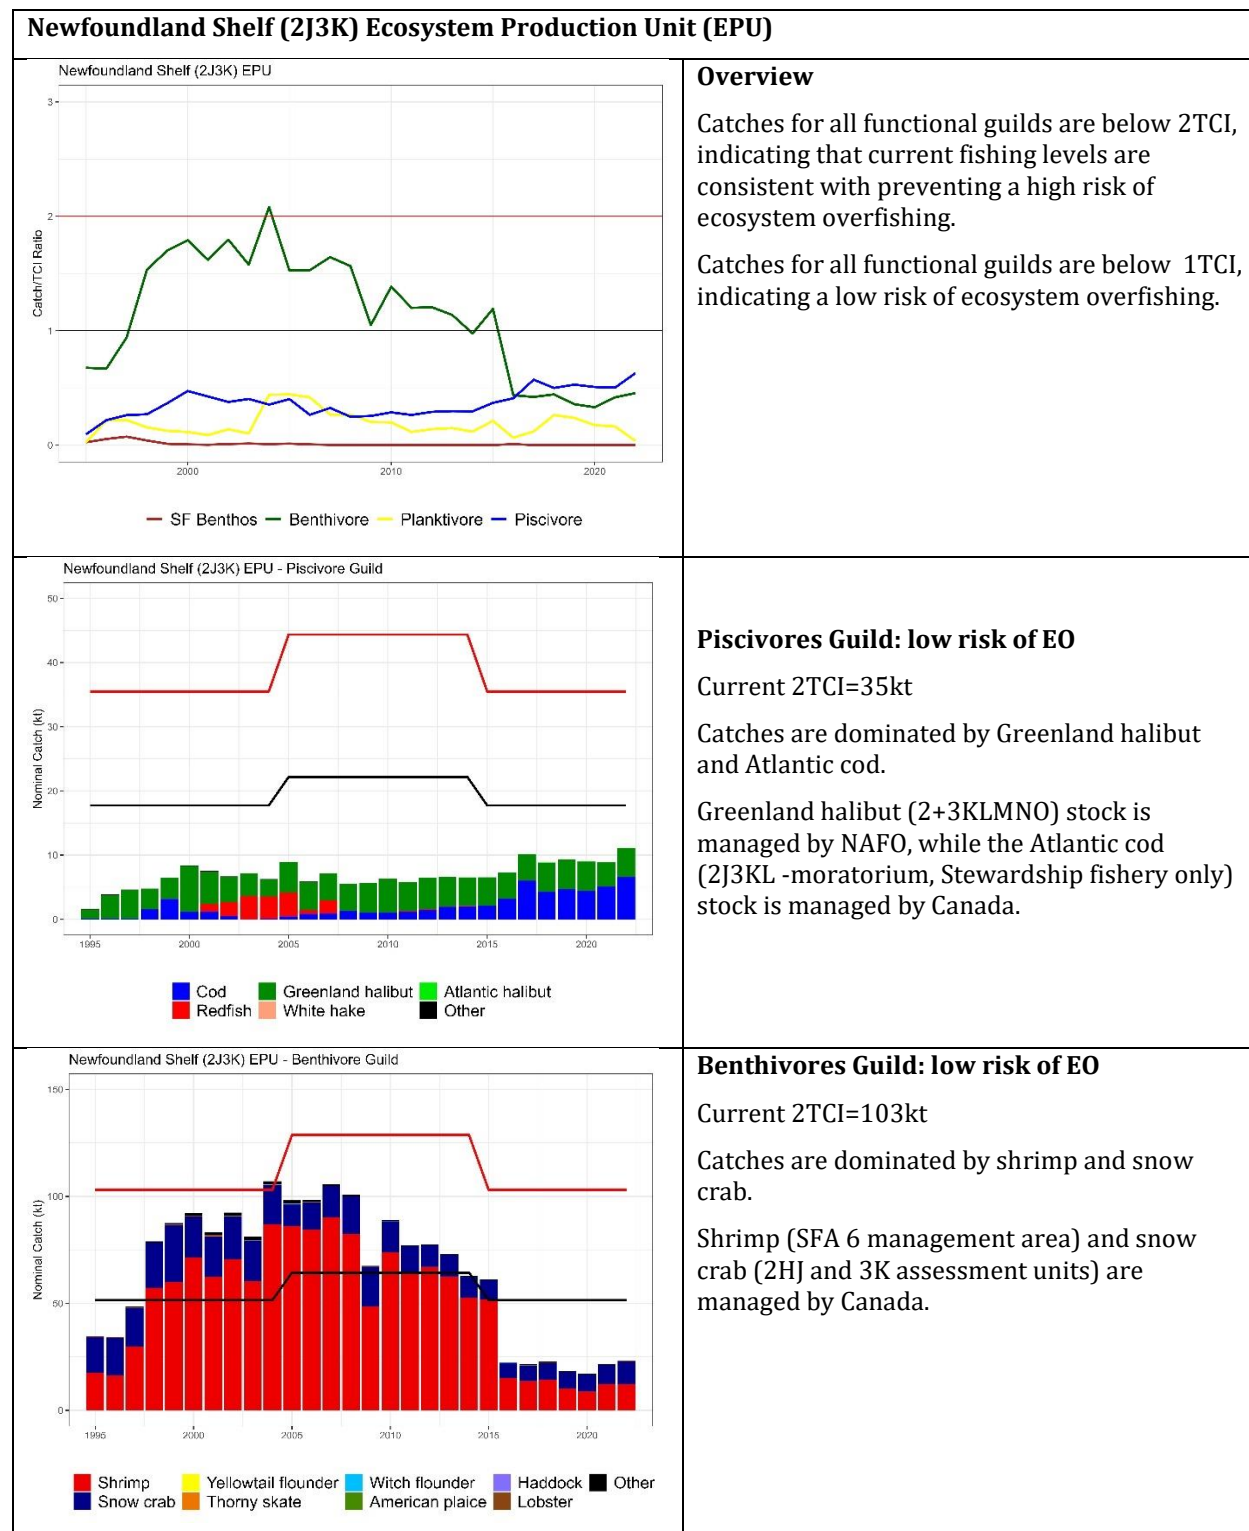 Newfoundland Shelf (2J3K) Ecosystem Production Unit (EPU)
Newfoundland Shelf (2J3K) EPU
3
2
1
0
Catch/TCI Ratio
2000
2010
2020
SF Benthos
Benthivore
Planktivore
Piscivore
Overview
Catches for all functional guilds are below 2TCI,
indicating that current fishing levels are
consistent with preventing a high risk of
ecosystem overfishing.
Catches for all functional guilds are below 1TCI,
indicating a low risk of ecosystem overfishing.
Newfoundland Shelf (2J3K) EPU - Piscivore Guild
50
40
30
20
10
0
Nominal Catch (kt)
1995
2000
2005
2010
2015
2020
Cod
Greenland halibut
Atlantic halibut
Redfish
White hake
Other
Piscivores Guild: low risk of EO
Current 2TCI=35kt
Catches are dominated by Greenland halibut
and Atlantic cod.
Greenland halibut (2+3KLMNO) stock is
managed by NAFO, while the Atlantic cod
(2J3KL -moratorium, Stewardship fishery only)
stock is managed by Canada.
Newfoundland Shelf (2J3K) EPU - Benthivore Guild
150
100
50
0
Nominal Catch (kt)
1995
2000
2005
2010
2015
2020
Shrimp
Yellowtail flounder
Witch flounder
Haddock
Other
Snow crab
Thorny skate
American plaice
Lobster
Benthivores Guild: low risk of EO
Current 2TCI=103kt
Catches are dominated by shrimp and snow
crab.
Shrimp (SFA 6 management area) and snow
crab (2HJ and 3K assessment units) are
managed by Canada.